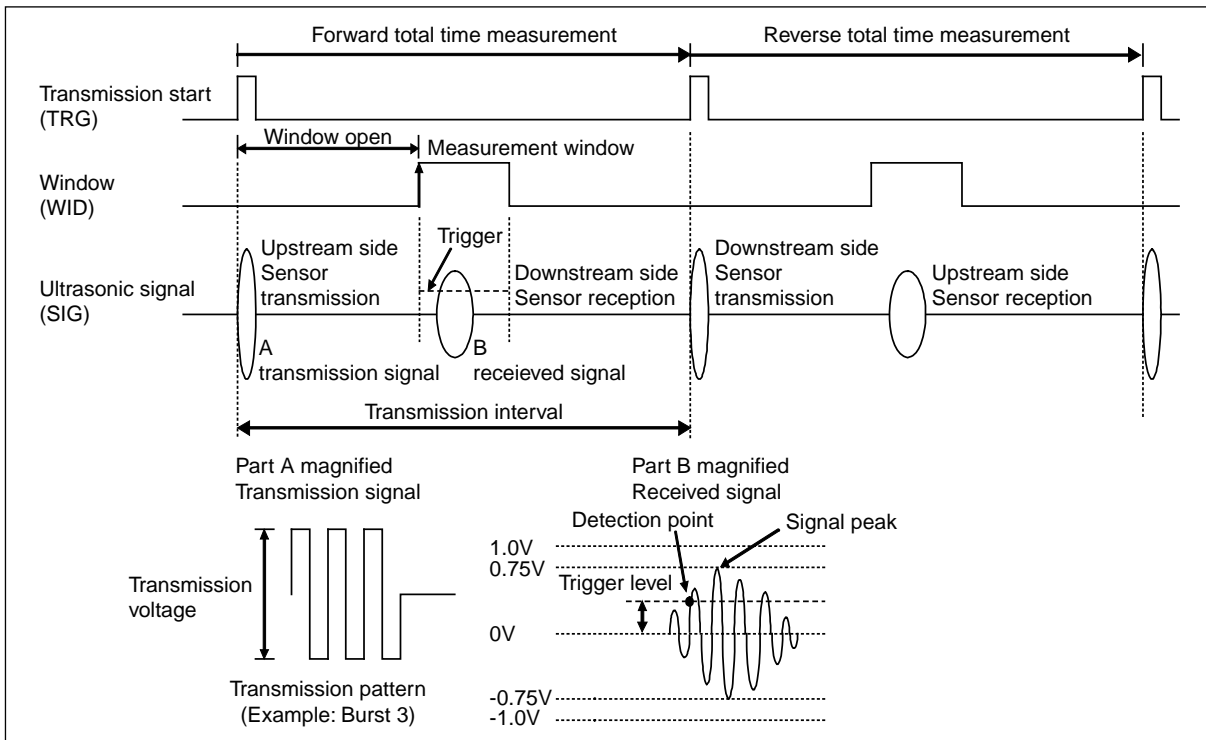 Forward total time measurement
Reverse total time measurement
Transmission start
(TRG)
Window open
Measurement window
Window
(WID)
Trigger
Upstream side
Sensor
transmission
Downstream side
Sensor reception
Downstream side
Sensor
transmission
Upstream side
Sensor reception
Ultrasonic signal
(SIG)
A
transmission signal
B
receieved signal
Transmission interval
Part A magnified
Transmission signal
Part B magnified
Received signal
Detection point
Signal peak
1.0V
0.75V
Trigger level
Transmission
voltage
0V
Transmission pattern
(Example: Burst 3)
-0.75V
-1.0V